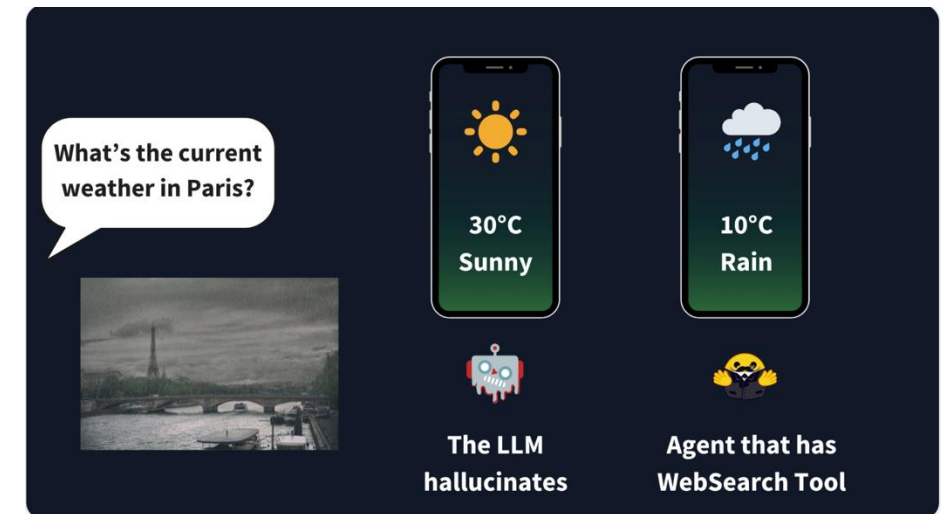 What's the current
weather in Paris?
30°C
Sunny
10°C
Rain
The LLM
hallucinates
Agent that has
WebSearch Tool